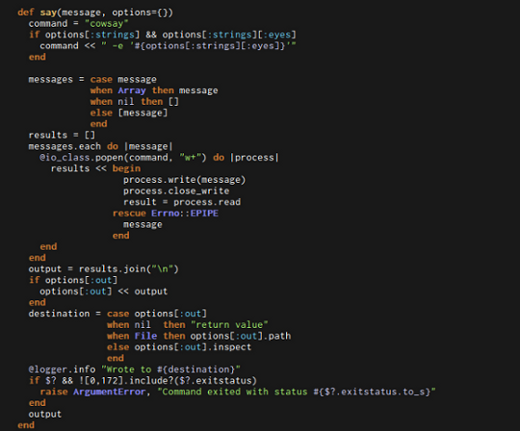 def say(message, options={})
  command = "cowsay"
  if options[:strings] && options[:strings][:eyes]
    command << " -e '#{options[:strings][:eyes]}'"
  end

  messages = case message
             when Array then message
             when nil then []
             else [message]
             end
  results = []
  messages.each do |message|
    @io_class.popen(command, "w+") do |process|
      results << begin
                   process.write(message)
                   process.close_write
                   result = process.read
                 rescue Errno::EPIPE
                   message
                 end
    end
  end
  output = results.join("\n")
  if options[:out]
    options[:out] << output
  end
  destination = case options[:out]
                when nil  then "return value"
                when File then options[:out].path
                else options[:out].inspect
                end
  @logger.info "Wrote to #{destination}"
  if $? && ![0,172].include?($?.exitstatus)
    raise ArgumentError, "Command exited with status #{$?.exitstatus.to_s}"
  end
  output
end